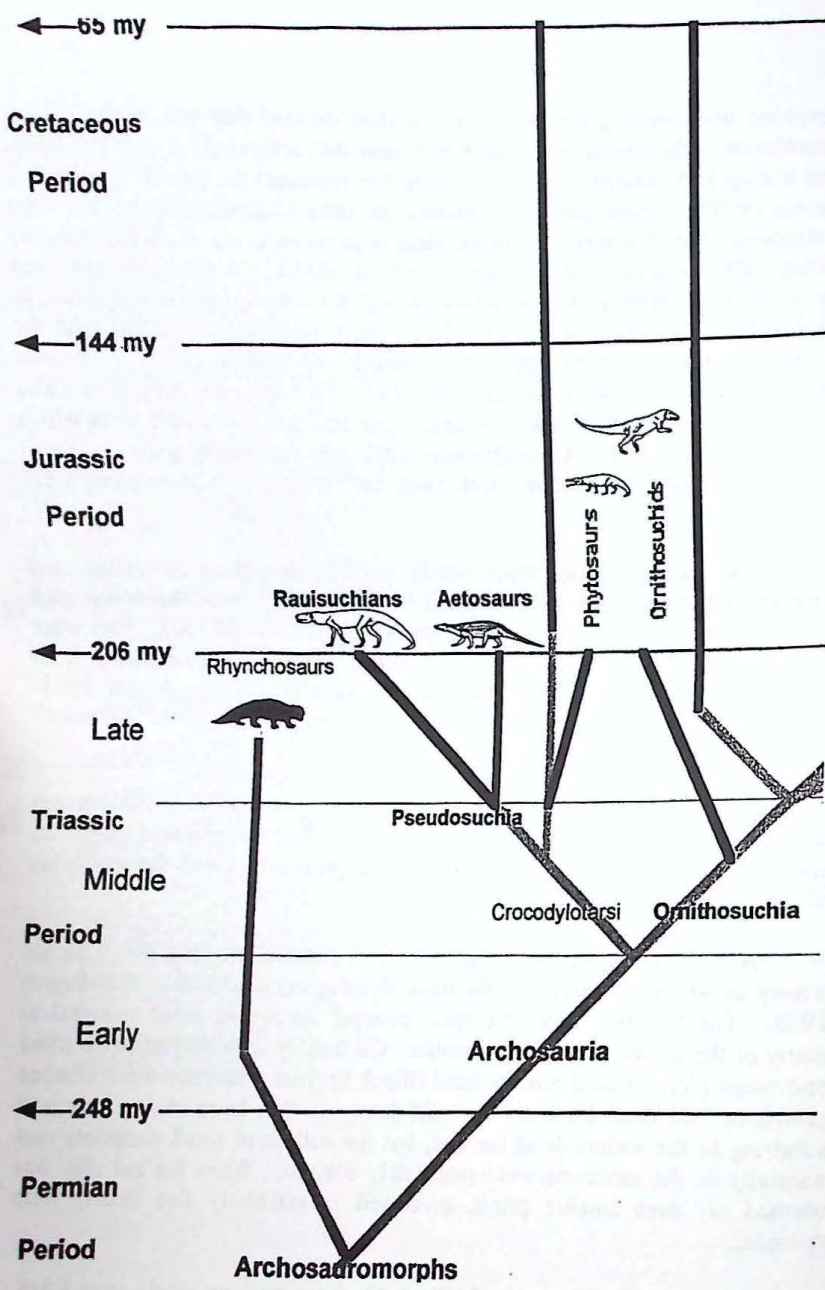 65 my
Cretaceous
Period
144 my
Jurassic
Period
Phytosaurs
Ornithosuchids
Rauisuchians
Aetosaurs
206 my
Rhynchosaurs
Late
Triassic
Pseudosuchia
Middle
Crocodylotarsi
Ornithosuchia
Period
Early
Archosauria
248 my
Permian
Period
Archosauromorphs